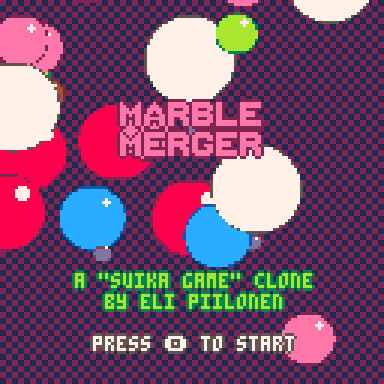 MARBLE
MERGER
A "SUIKA GAME" CLONE
BY ELI PIILONEN
PRESS 🅾️ TO START